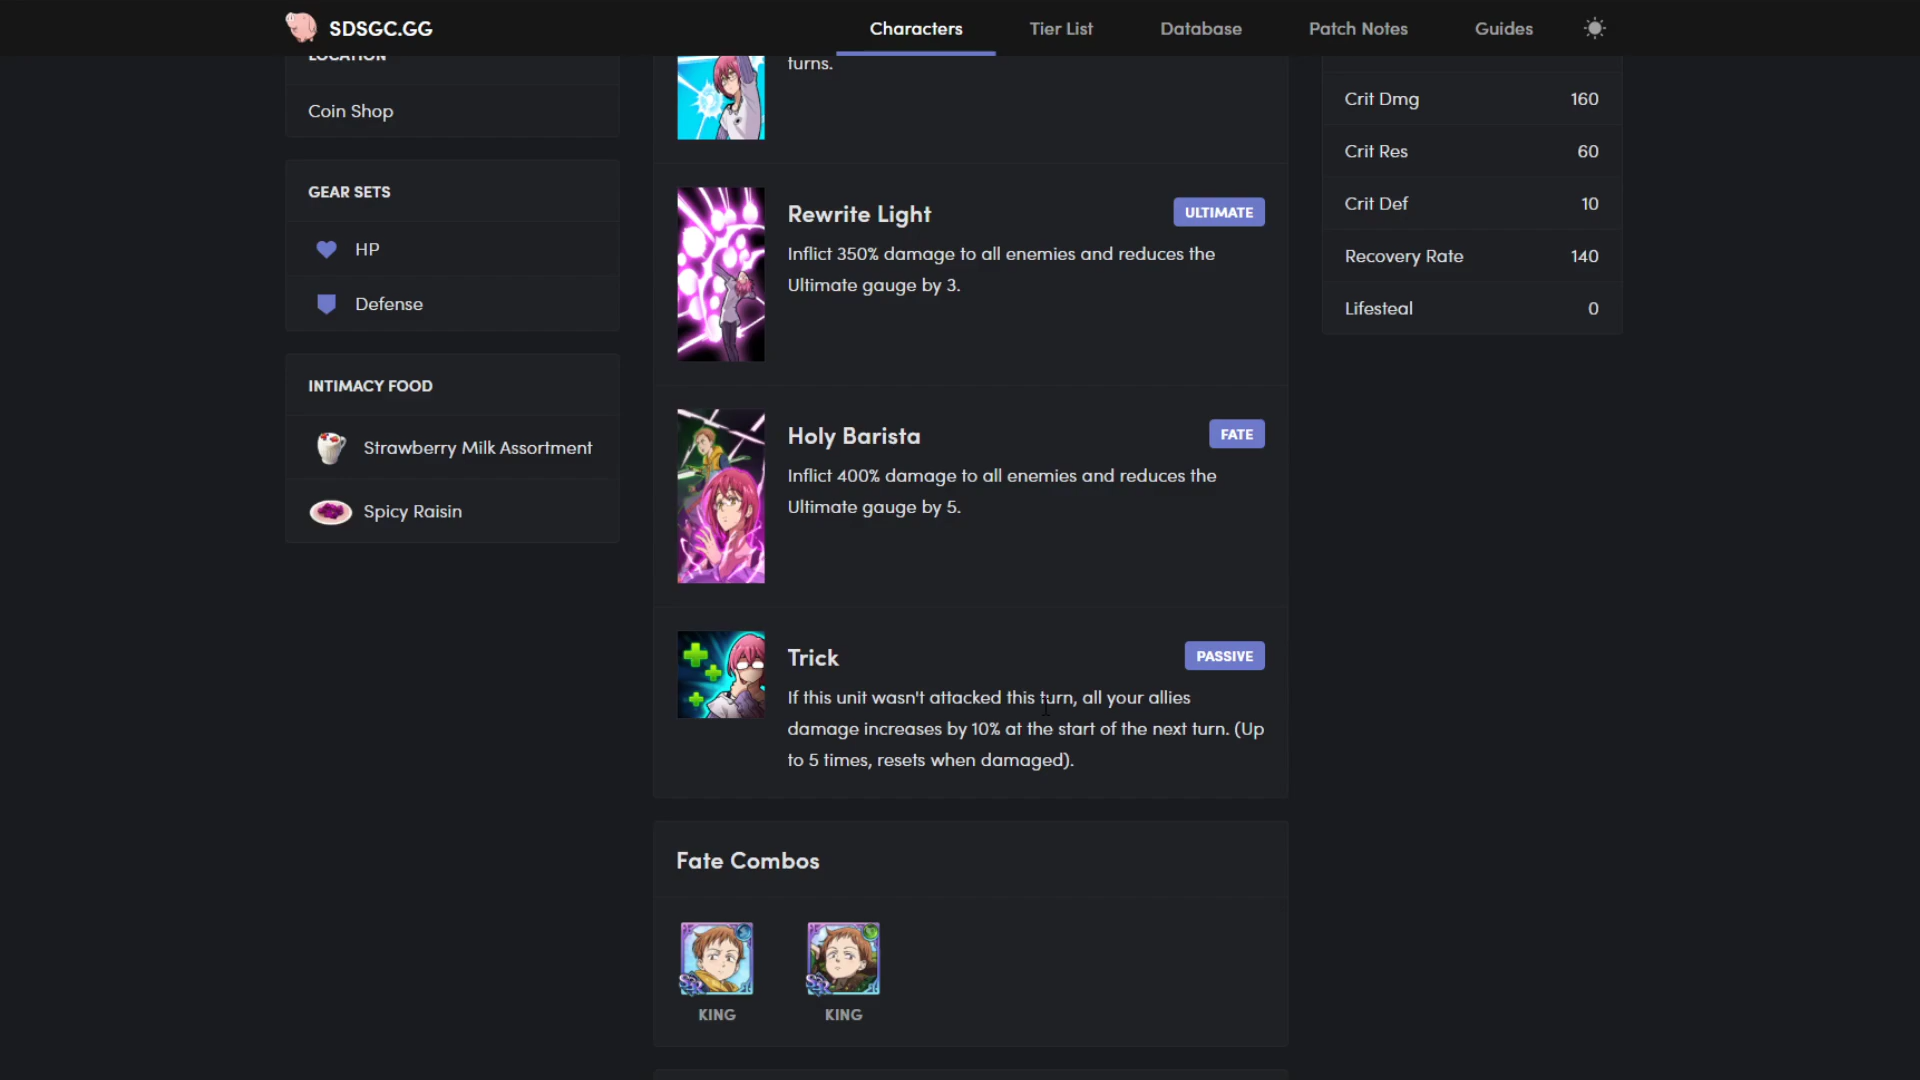 SDSGC.GG
Characters
Tier List
Database
Patch Notes
Guides
LOCATION
Coin Shop
GEAR SETS
HP
Defense
INTIMACY FOOD
Strawberry Milk Assortment
Spicy Raisin
turns.
Rewrite Light
ULTIMATE
Inflict 350% damage to all enemies and reduces the
Ultimate gauge by 3.
Holy Barista
FATE
Inflict 400% damage to all enemies and reduces the
Ultimate gauge by 5.
Trick
PASSIVE
If this unit wasn't attacked this turn, all your allies
damage increases by 10% at the start of the next turn. (Up
to 5 times, resets when damaged).
Fate Combos
SR
KING
SR
KING
Crit Dmg 160
Crit Res 60
Crit Def 10
Recovery Rate 140
Lifesteal 0